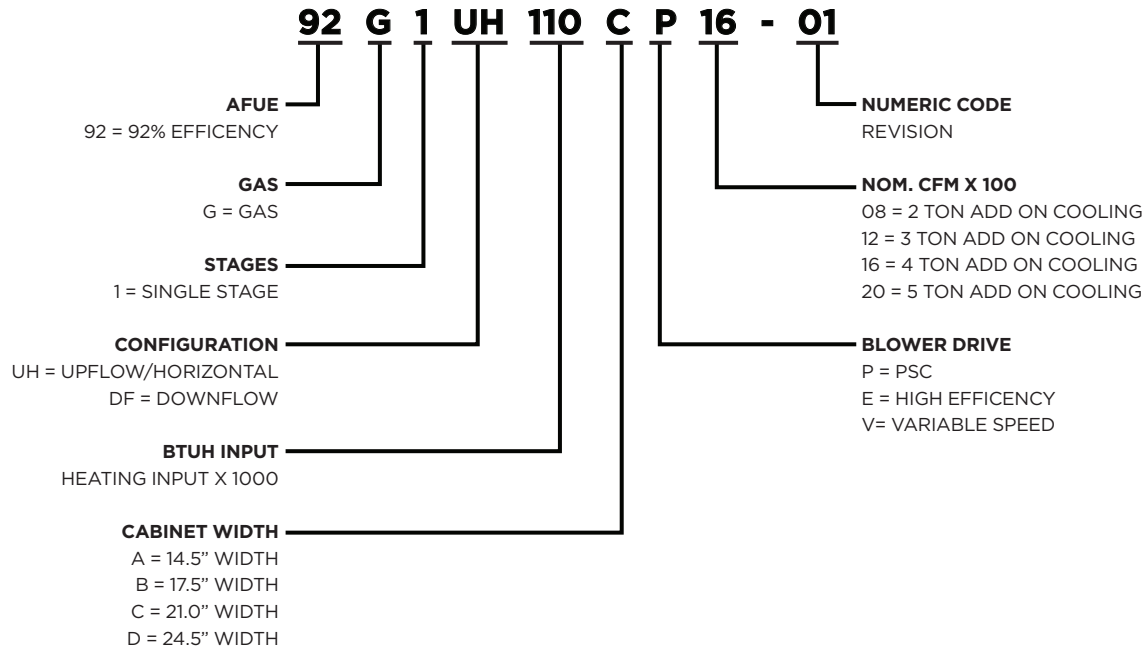 92 G 1 UH 110 C P 16 - 01
AFUE
92 = 92% EFFICENCY
GAS
G = GAS
STAGES
1 = SINGLE STAGE
CONFIGURATION
UH = UPFLOW/HORIZONTAL
DF = DOWNFLOW
BTUH INPUT
HEATING INPUT X 1000
CABINET WIDTH
A = 14.5” WIDTH
B = 17.5” WIDTH
C = 21.0” WIDTH
D = 24.5” WIDTH
NUMERIC CODE
REVISION
NOM. CFM X 100
08 = 2 TON ADD ON COOLING
12 = 3 TON ADD ON COOLING
16 = 4 TON ADD ON COOLING
20 = 5 TON ADD ON COOLING
BLOWER DRIVE
P = PSC
E = HIGH EFFICENCY
V= VARIABLE SPEED